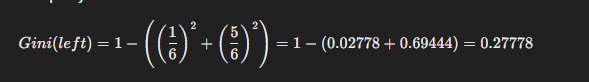 Gini(left) = 1 − ((1/6)² + (5/6)²) = 1 − (0.02778 + 0.69444) = 0.27778